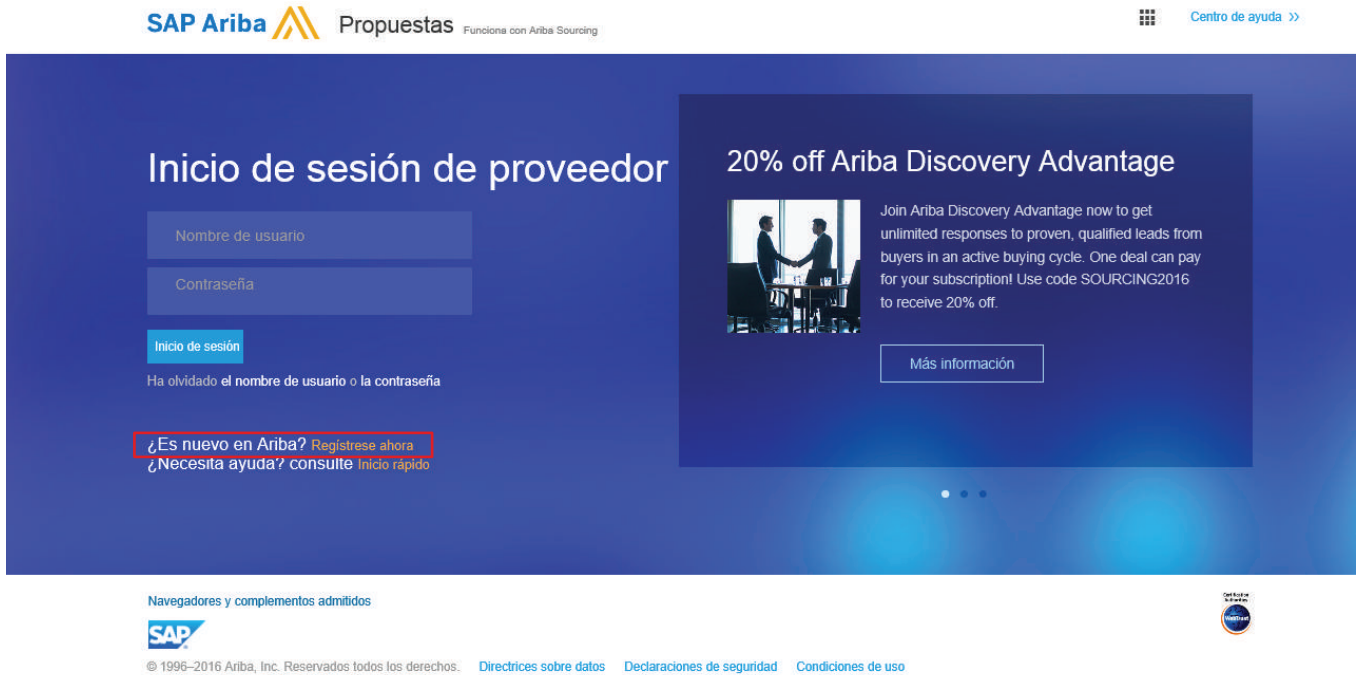 SAP Ariba Propuestas Funciona con Ariba Sourcing
Centro de ayuda >>
Inicio de sesión de proveedor
Nombre de usuario
Contraseña
Inicio de sesión
Ha olvidado el nombre de usuario o la contraseña
¿Es nuevo en Ariba? Regístrese ahora
¿Necesita ayuda? consulte Inicio rápido
20% off Ariba Discovery Advantage
Join Ariba Discovery Advantage now to get
unlimited responses to proven, qualified leads from
buyers in an active buying cycle. One deal can pay
for your subscription! Use code SOURCING2016
to receive 20% off.
Más información
Navegadores y complementos admitidos
SAP
© 1996–2016 Ariba, Inc. Reservados todos los derechos. Directrices sobre datos Declaraciones de seguridad Condiciones de uso
WebTrust